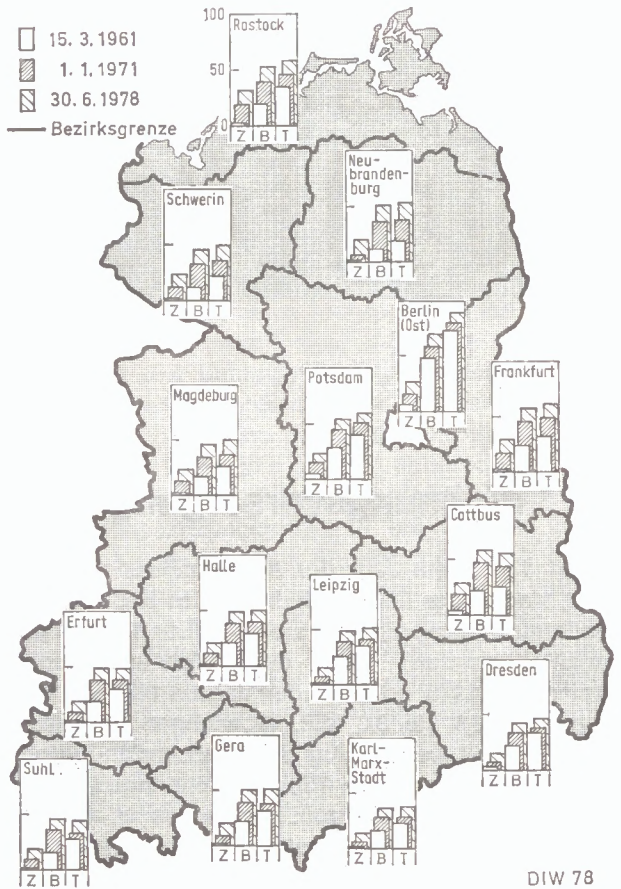 15. 3. 1961
1. 1. 1971
30. 6. 1978
Bezirksgrenze
100
50
0
Rostock
Z B T
Neu-
branden-
burg
Z B T
Schwerin
Z B T
Berlin
(Ost)
Z B T
Potsdam
Z B T
Frankfurt
Z B T
Magdeburg
Z B T
Cottbus
Z B T
Halle
Z B T
Leipzig
Z B T
Erfurt
Z B T
Dresden
Z B T
Gera
Z B T
Karl-
Marx-
Stadt
Z B T
Suhl
Z B T
DIW 78